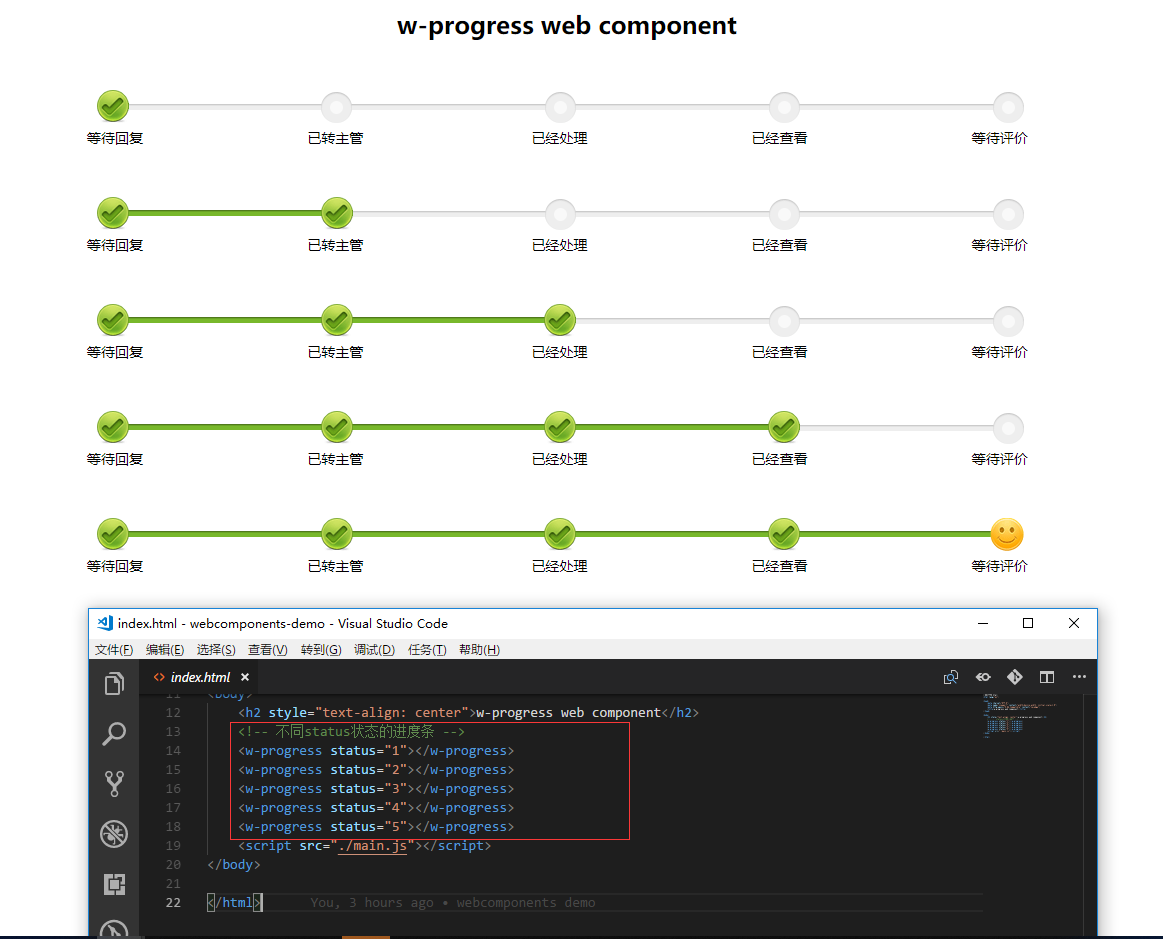 w-progress web component
等待回复 已转主管 已经处理 已经查看 等待评价
等待回复 已转主管 已经处理 已经查看 等待评价
等待回复 已转主管 已经处理 已经查看 等待评价
等待回复 已转主管 已经处理 已经查看 等待评价
等待回复 已转主管 已经处理 已经查看 等待评价
index.html - webcomponents-demo - Visual Studio Code
文件(F) 编辑(E) 选择(S) 查看(V) 转到(G) 调试(D) 任务(T) 帮助(H)
<> index.html ×
11 <body>
12 <h2 style="text-align: center">w-progress web component</h2>
13 <!-- 不同status状态的进度条 -->
14 <w-progress status="1"></w-progress>
15 <w-progress status="2"></w-progress>
16 <w-progress status="3"></w-progress>
17 <w-progress status="4"></w-progress>
18 <w-progress status="5"></w-progress>
19 <script src="./main.js"></script>
20 </body>
21
22 </html> You, 3 hours ago • webcomponents demo